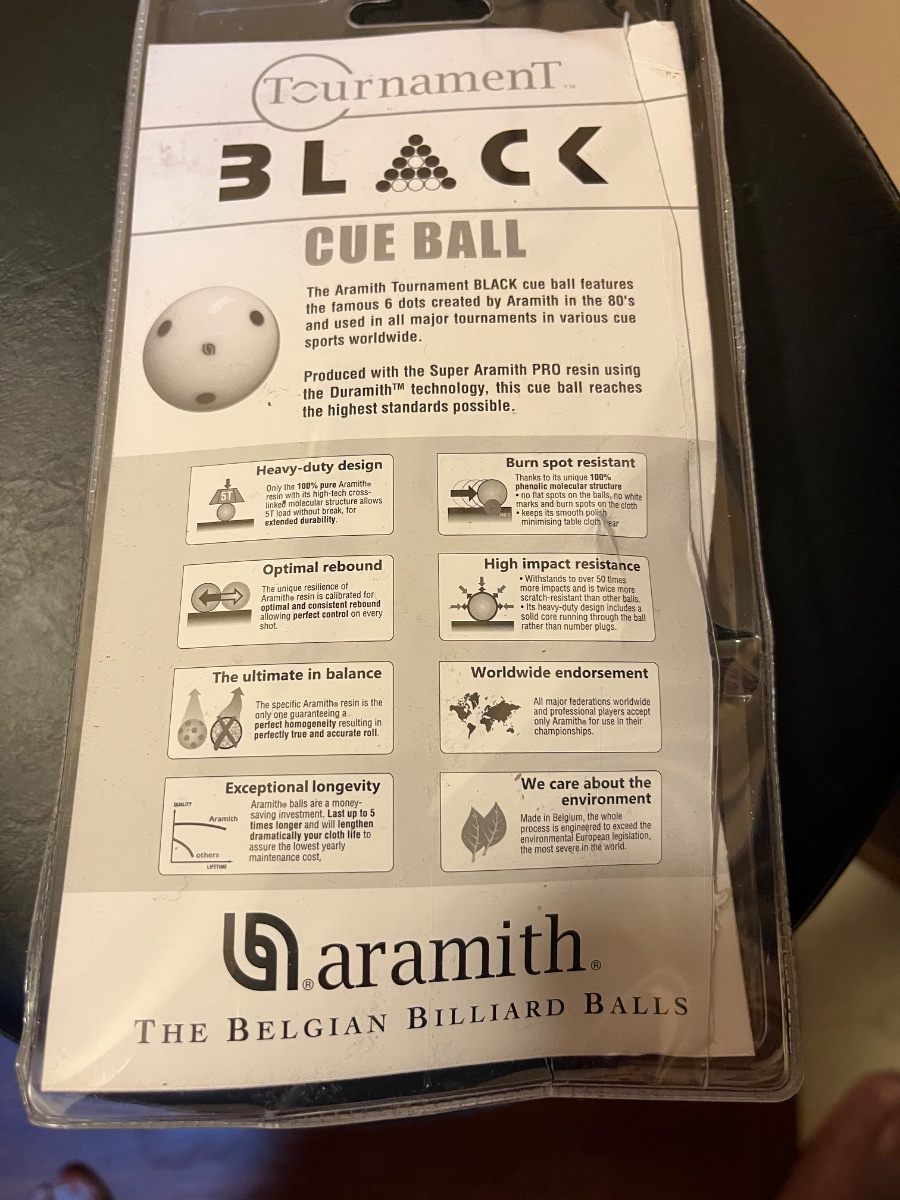 TournamenT™
BLACK
CUE BALL
The Aramith Tournament BLACK cue ball features
the famous 6 dots created by Aramith in the 80's
and used in all major tournaments in various cue
sports worldwide.
Produced with the Super Aramith PRO resin using
the Duramith™ technology, this cue ball reaches
the highest standards possible.
Heavy-duty design
5T
Only the 100% pure Aramith®
resin with its high-tech cross-
linked molecular structure allows
5T load without break, for
extended durability.
Burn spot resistant
Thanks to its unique 100%
phenolic molecular structure
• no flat spots on the balls, no white
marks and burn spots on the cloth
• keeps its smooth polish
minimising table cloth
Optimal rebound
The unique resilience of
Aramith® resin is calibrated for
optimal and consistent rebound
allowing perfect control on every
shot.
High impact resistance
• Withstands to over 50 times
more impacts and is twice more
scratch-resistant than other balls.
• Its heavy-duty design includes a
solid core running through the ball
rather than number plugs.
The ultimate in balance
The specific Aramith® resin is the
only one guaranteeing a
perfect homogeneity resulting in
perfectly true and accurate roll.
Worldwide endorsement
All major federations worldwide
and professional players accept
only Aramith® for use in their
championships.
Exceptional longevity
QUALITY
Aramith
others
LIFETIME
Aramith® balls are a money-
saving investment. Last up to 5
times longer and will lengthen
dramatically your cloth life to
assure the lowest yearly
maintenance cost,
We care about the
environment
Made in Belgium, the whole
process is engineered to exceed the
environmental European legislation,
the most severe in the world.
® aramith®
THE BELGIAN BILLIARD BALLS